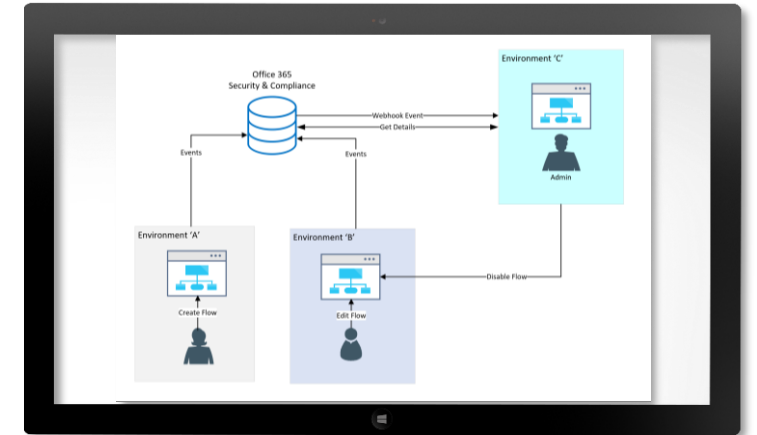 Office 365
Security & Compliance
Environment 'C'
Webhook Event
Get Details
Events
Events
Admin
Environment 'A'
Environment 'B'
Disable Flow
Create Flow
Edit Flow